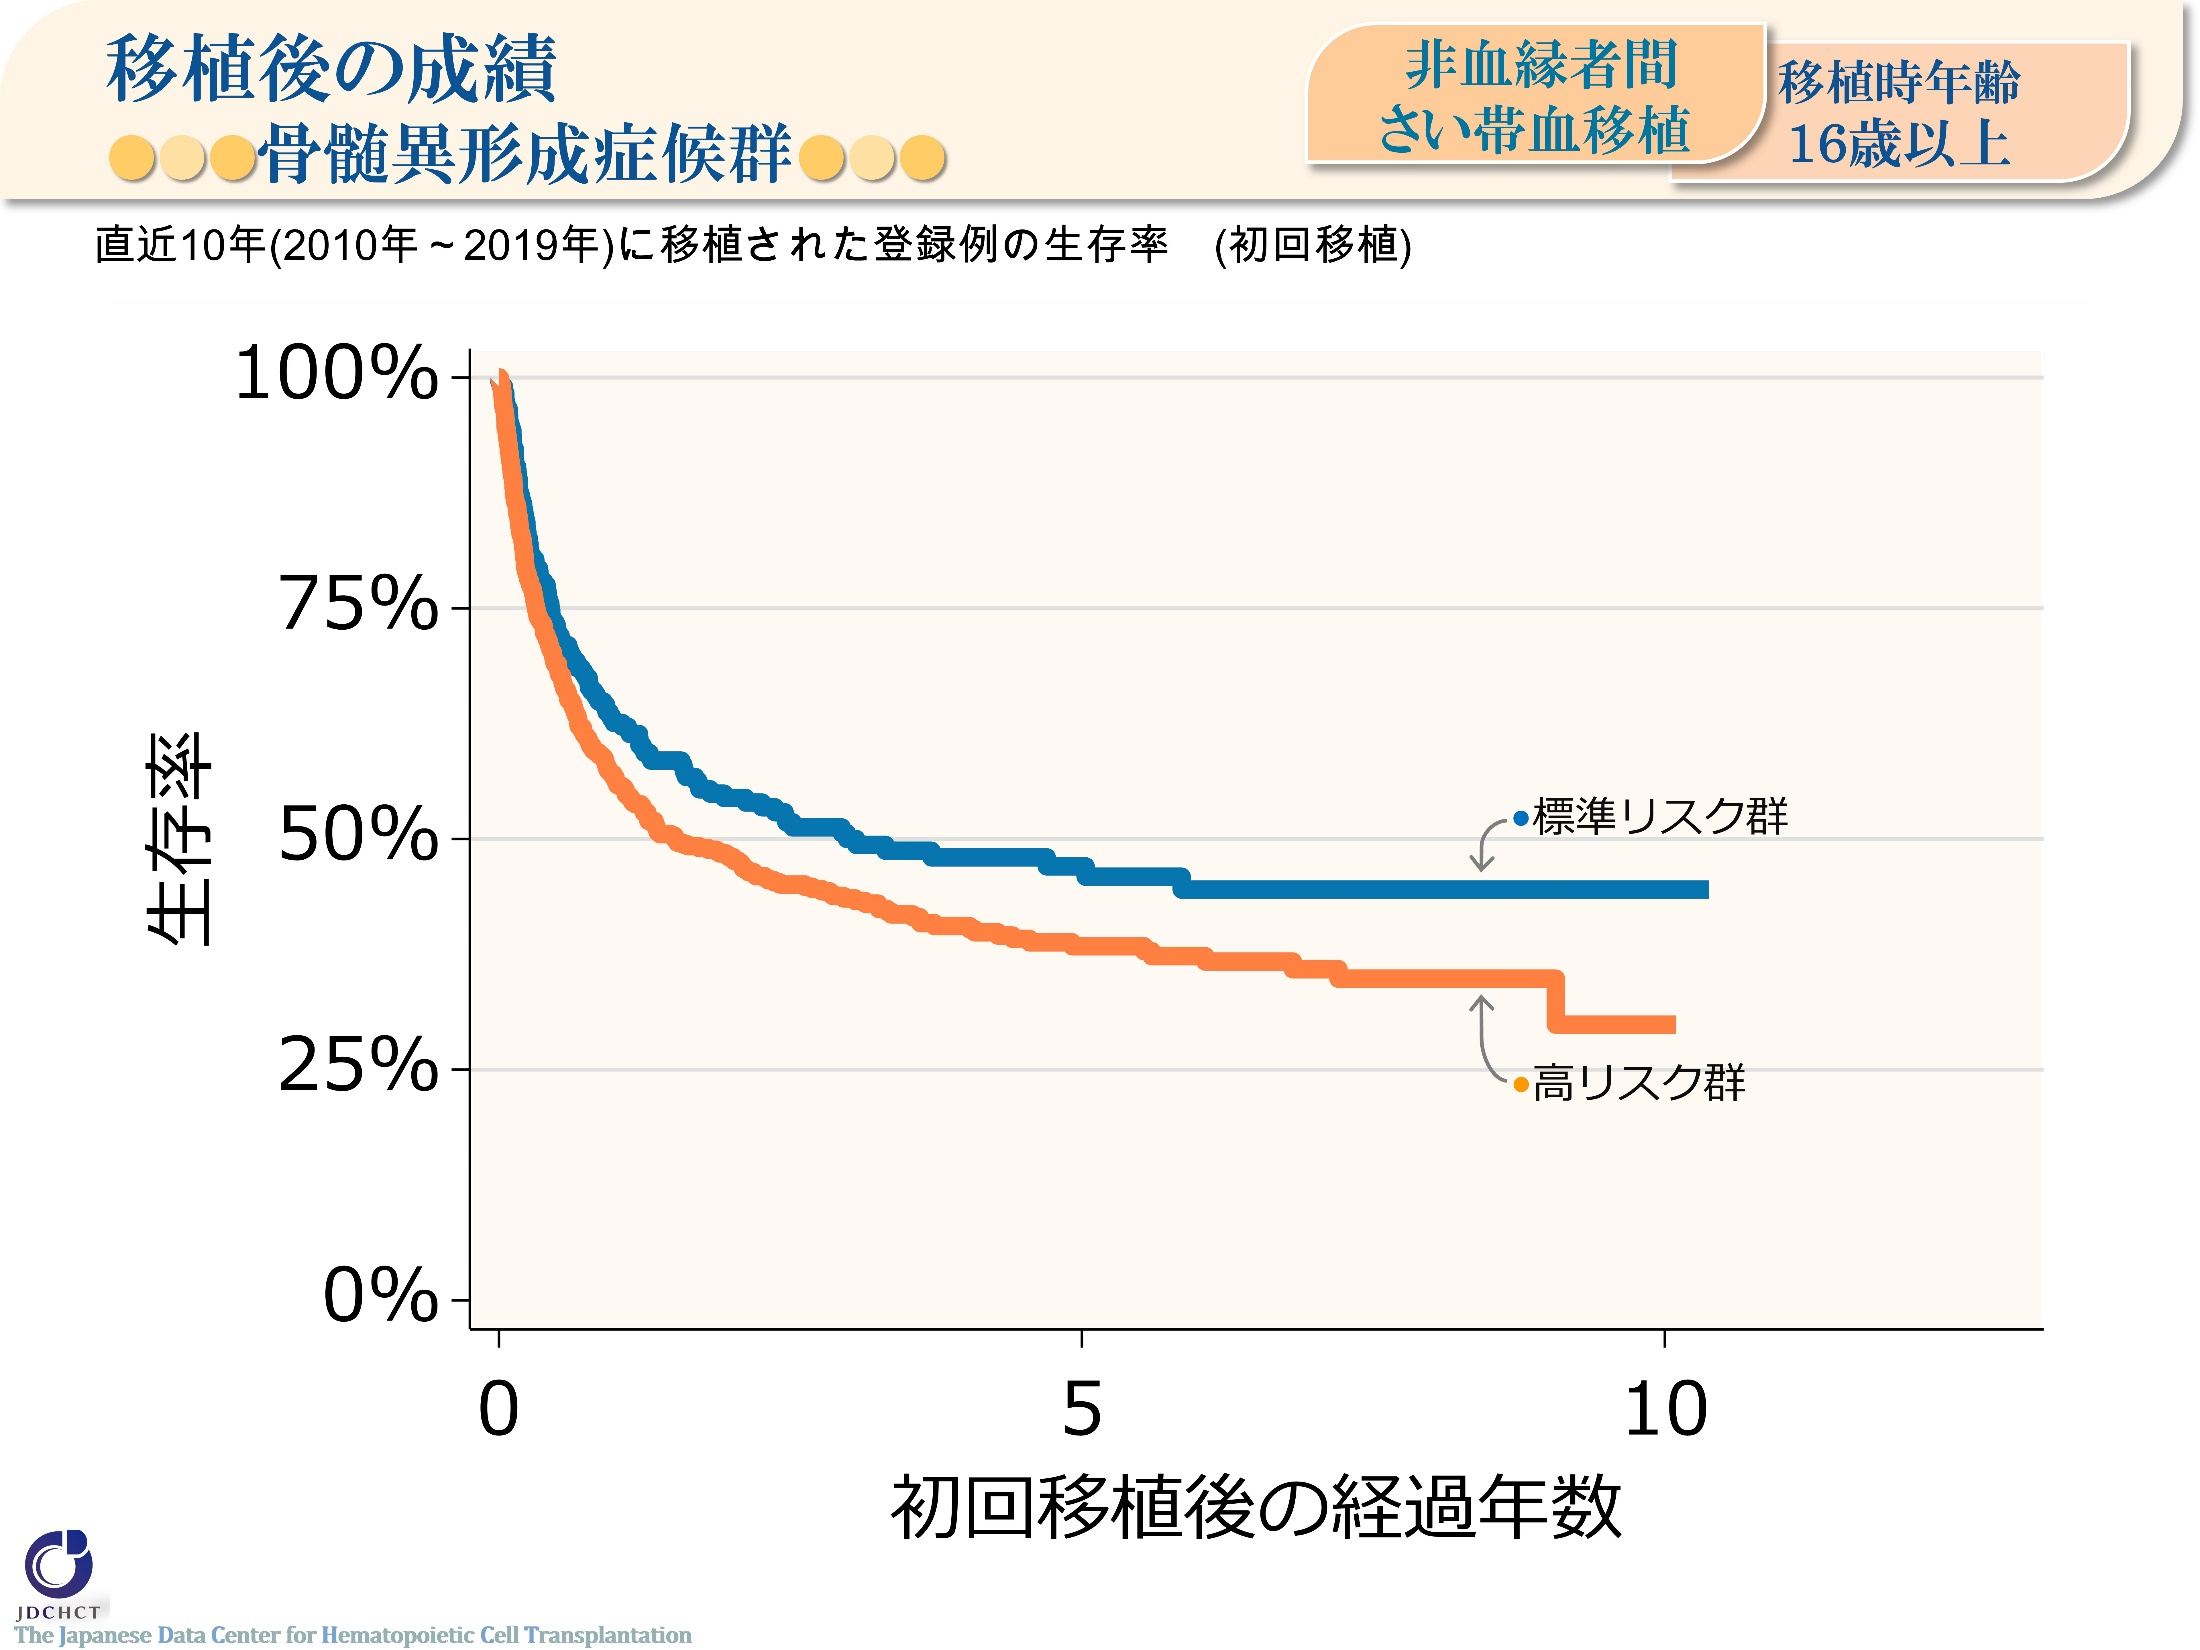 移植後の成績
骨髄異形成症候群
非血縁者間
さい帯血移植
移植時年齢
16歳以上
直近10年(2010年～2019年)に移植された登録例の生存率　(初回移植)
100%
75%
50%
25%
0%
生存率
標準リスク群
高リスク群
0
5
10
初回移植後の経過年数
JDCHCT
The Japanese Data Center for Hematopoietic Cell Transplantation